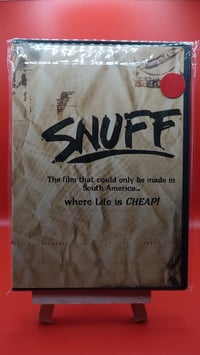 SNUFF
The film that could only be made in
South America...
where Life is CHEAP!